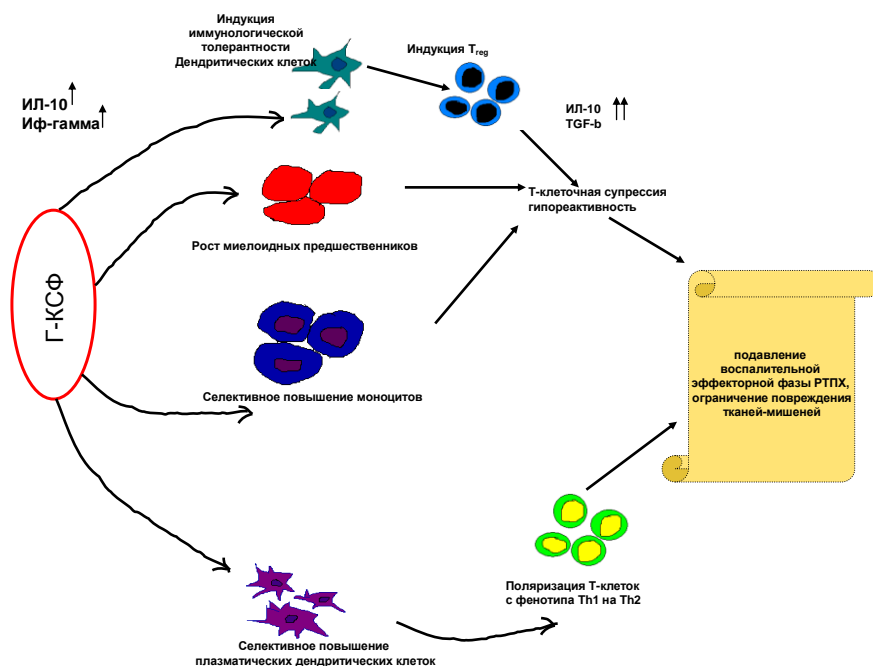 Индукция
иммунологической
толерантности
Дендритических клеток
Индукция Treg
ИЛ-10
Иф-гамма
ИЛ-10
TGF-b
Т-клеточная супрессия
гипореактивность
Рост миелоидных предшественников
Г-КСФ
Селективное повышение моноцитов
подавление
воспалительной
эффекторной фазы РТПХ,
ограничение повреждения
тканей-мишеней
Поляризация Т-клеток
с фенотипа Th1 на Th2
Селективное повышение
плазматических дендритических клеток